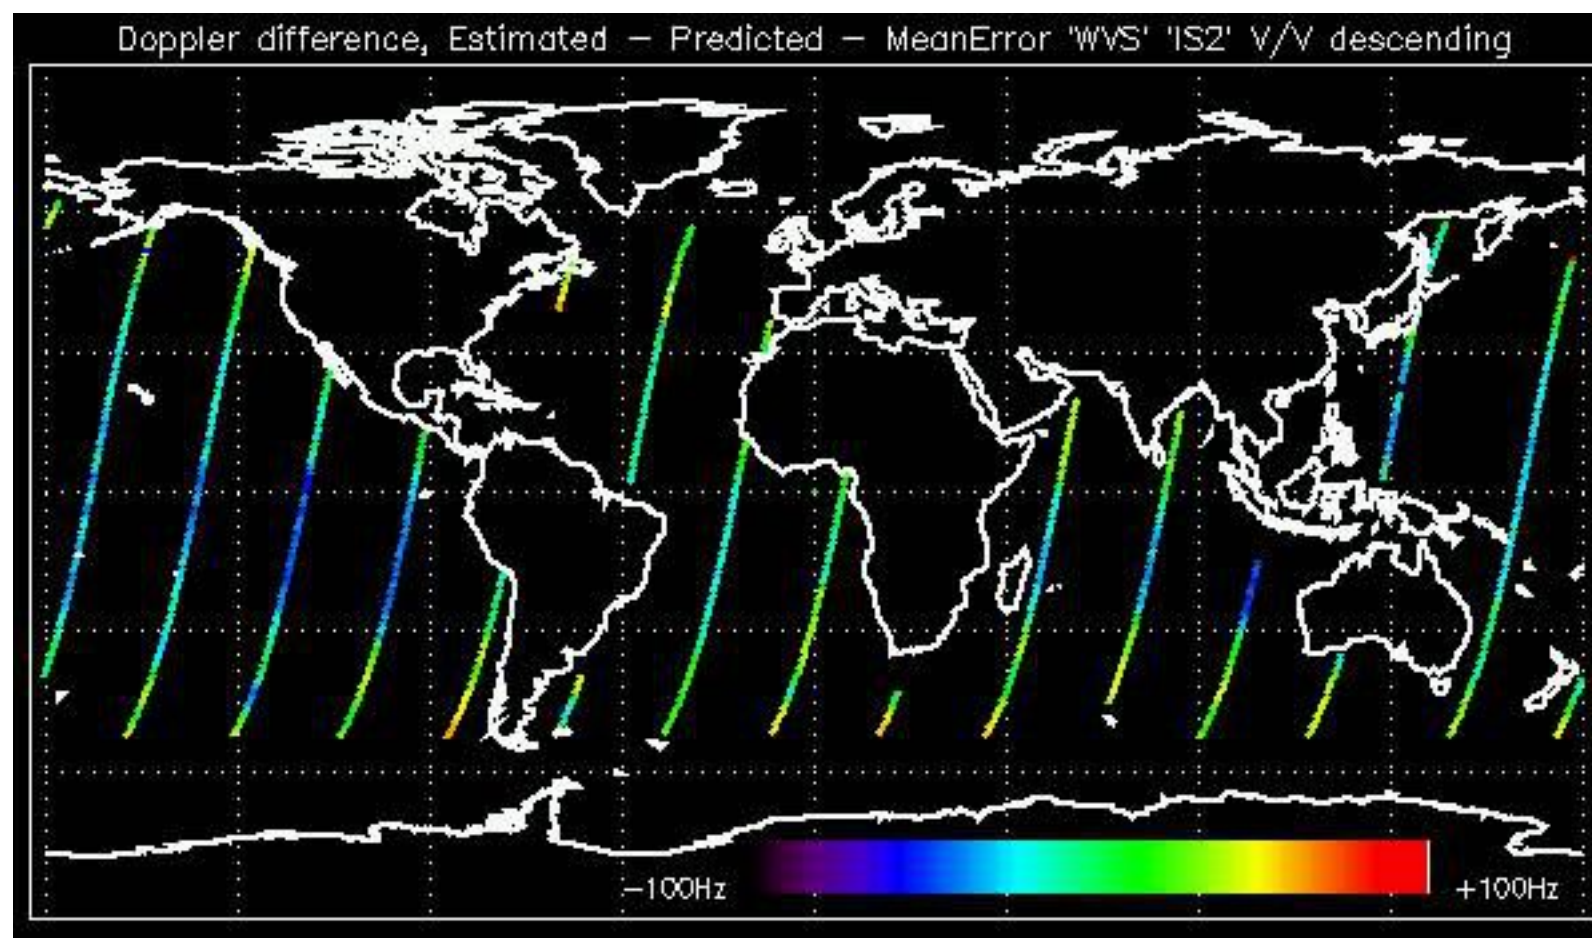 Doppler difference, Estimated − Predicted − MeanError 'WVS' 'IS2' V/V descending
−100Hz +100Hz